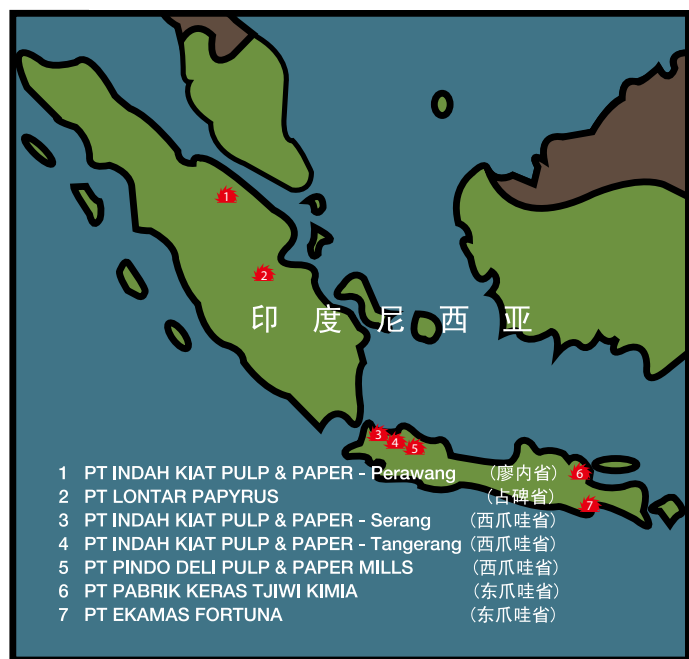 1
2
印度尼西亚
3
4
5
6
7
1 PT INDAH KIAT PULP & PAPER - Perawang (廖内省)
2 PT LONTAR PAPYRUS (占碑省)
3 PT INDAH KIAT PULP & PAPER - Serang (西爪哇省)
4 PT INDAH KIAT PULP & PAPER - Tangerang (西爪哇省)
5 PT PINDO DELI PULP & PAPER MILLS (西爪哇省)
6 PT PABRIK KERAS TJIWI KIMIA (东爪哇省)
7 PT EKAMAS FORTUNA (东爪哇省)